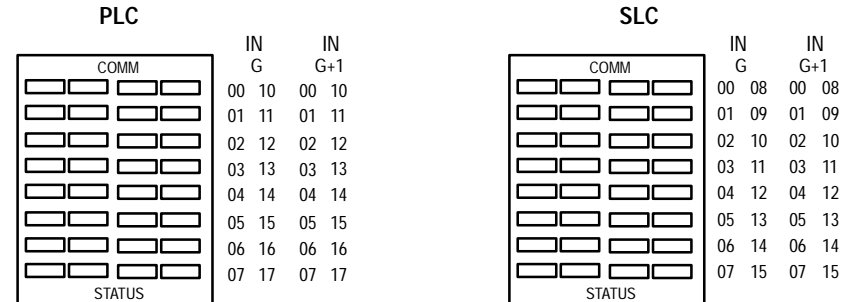 PLC
IN IN
COMM G G+1
00 10 00 10
01 11 01 11
02 12 02 12
03 13 03 13
04 14 04 14
05 15 05 15
06 16 06 16
07 17 07 17
STATUS
SLC
IN IN
COMM G G+1
00 08 00 08
01 09 01 09
02 10 02 10
03 11 03 11
04 12 04 12
05 13 05 13
06 14 06 14
07 15 07 15
STATUS